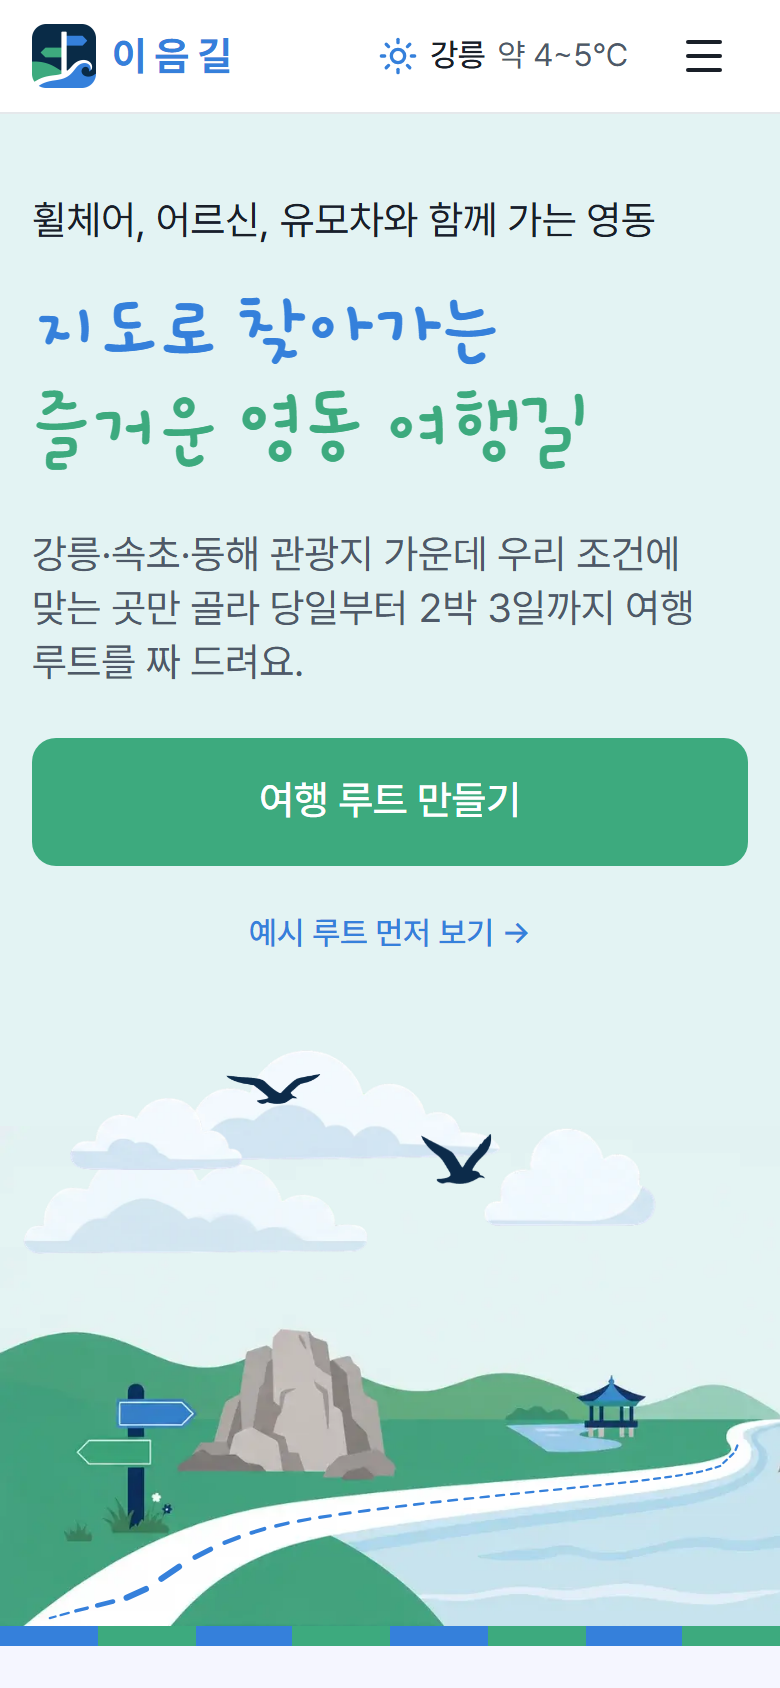 이음길
강릉 약 4~5°C
휠체어, 어르신, 유모차와 함께 가는 영동
지도로 찾아가는
즐거운 영동 여행길
강릉·속초·동해 관광지 가운데 우리 조건에
맞는 곳만 골라 당일부터 2박 3일까지 여행
루트를 짜 드려요.
여행 루트 만들기
예시 루트 먼저 보기 →